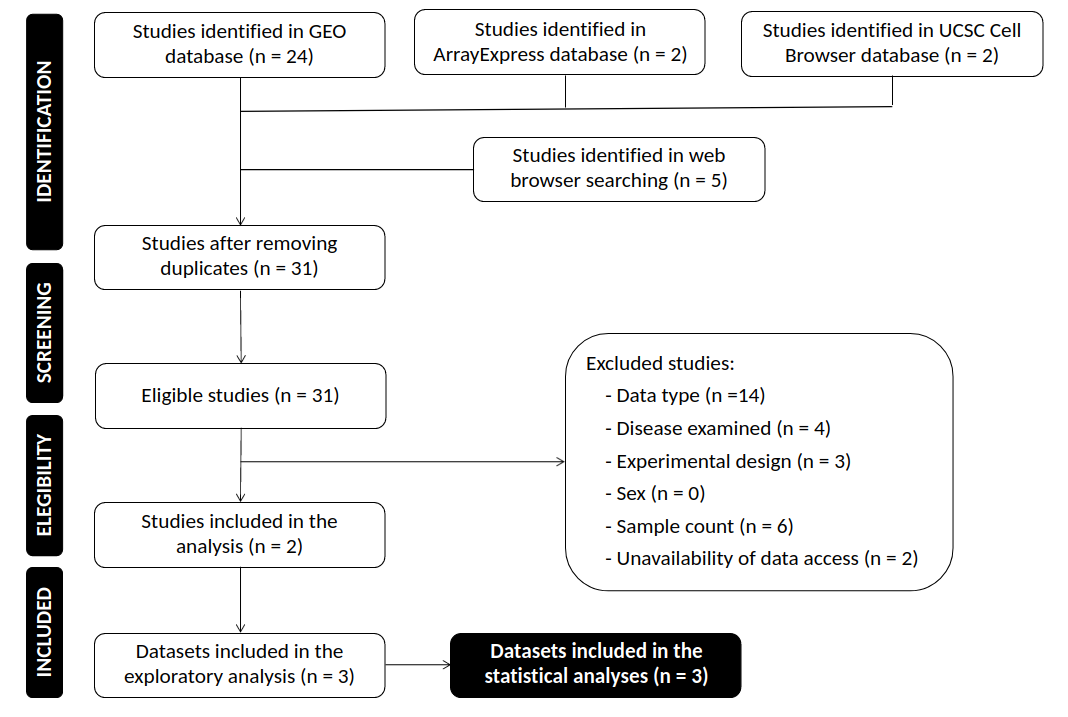 IDENTIFICATION
Studies identified in GEO
database (n = 24)
Studies identified in
ArrayExpress database (n = 2)
Studies identified in UCSC Cell
Browser database (n = 2)
Studies identified in web
browser searching (n = 5)
Studies after removing
duplicates (n = 31)
SCREENING
Eligible studies (n = 31)
Excluded studies:
- Data type (n =14)
- Disease examined (n = 4)
- Experimental design (n = 3)
- Sex (n = 0)
- Sample count (n = 6)
- Unavailability of data access (n = 2)
ELEGIBILITY
Studies included in the
analysis (n = 2)
INCLUDED
Datasets included in the
exploratory analysis (n = 3)
Datasets included in the
statistical analyses (n = 3)